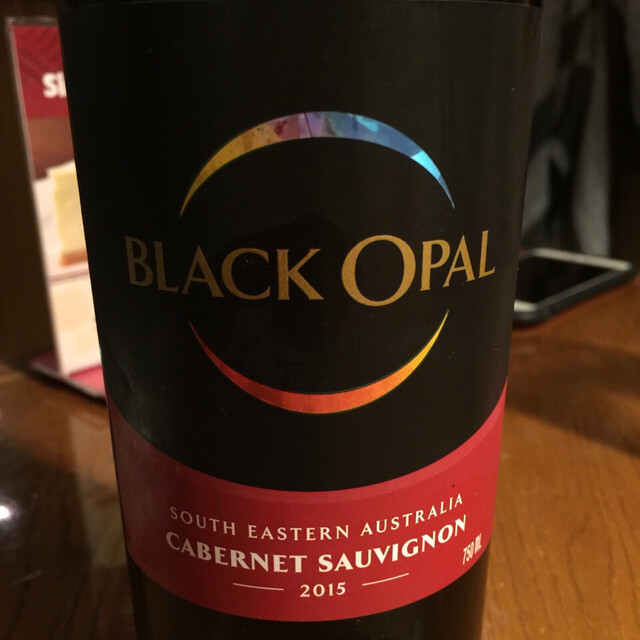 BLACK OPAL
SOUTH EASTERN AUSTRALIA
CABERNET SAUVIGNON
750 ML
2015